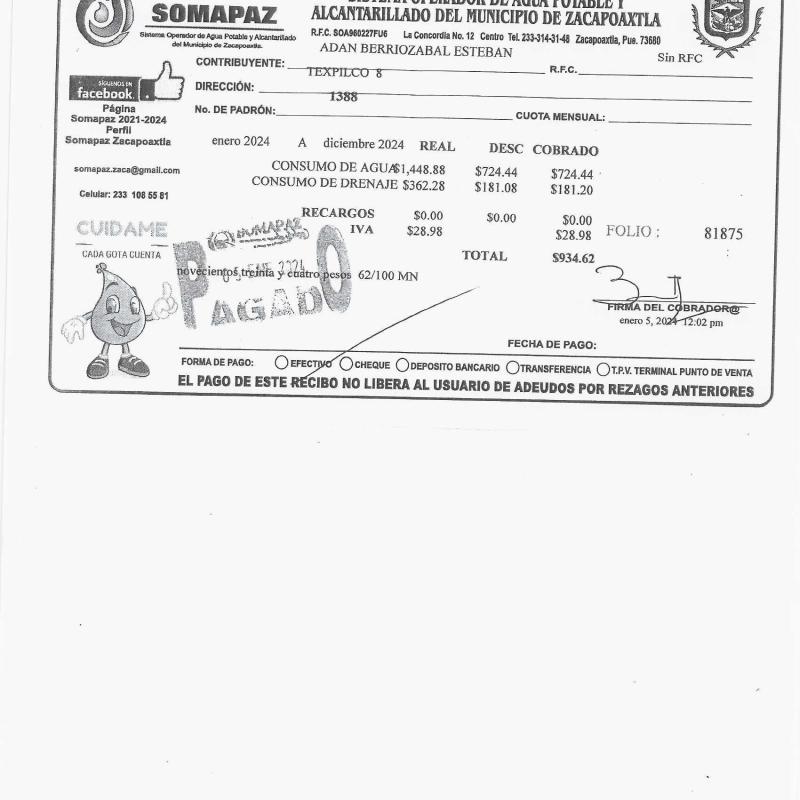 SOMAPAZ
Sistema Operador de Agua Potable y Alcantarillado
del Municipio de Zacapoaxtla.
SISTEMA OPERADOR DE AGUA POTABLE Y
ALCANTARILLADO DEL MUNICIPIO DE ZACAPOAXTLA
R.F.C. SOA960227FU6 La Concordia No. 12 Centro Tel. 233-314-31-48 Zacapoaxtla, Pue. 73680
ADAN BERRIOZABAL ESTEBAN
Sin RFC
CONTRIBUYENTE:
R.F.C.
TEXPILCO 8
DIRECCIÓN:
1388
No. DE PADRÓN:
CUOTA MENSUAL:
SIGUENOS EN
facebook.
Página
Somapaz 2021-2024
Perfil
Somapaz Zacapoaxtla
somapaz.zaca@gmail.com
Celular: 233 108 55 81
CUIDAME
CADA GOTA CUENTA
enero 2024 A diciembre 2024 REAL DESC COBRADO
CONSUMO DE AGUA $1,448.88 $724.44 $724.44
CONSUMO DE DRENAJE $362.28 $181.08 $181.20
RECARGOS $0.00 $0.00 $0.00
IVA $28.98 $28.98
FOLIO : 81875
TOTAL $934.62
SOMAPAZ
ENE 2024
PAGADO
novecientos treinta y cuatro pesos 62/100 MN
FIRMA DEL COBRADOR@
enero 5, 2024 12:02 pm
FECHA DE PAGO:
FORMA DE PAGO: EFECTIVO CHEQUE DEPOSITO BANCARIO TRANSFERENCIA T.P.V. TERMINAL PUNTO DE VENTA
EL PAGO DE ESTE RECIBO NO LIBERA AL USUARIO DE ADEUDOS POR REZAGOS ANTERIORES